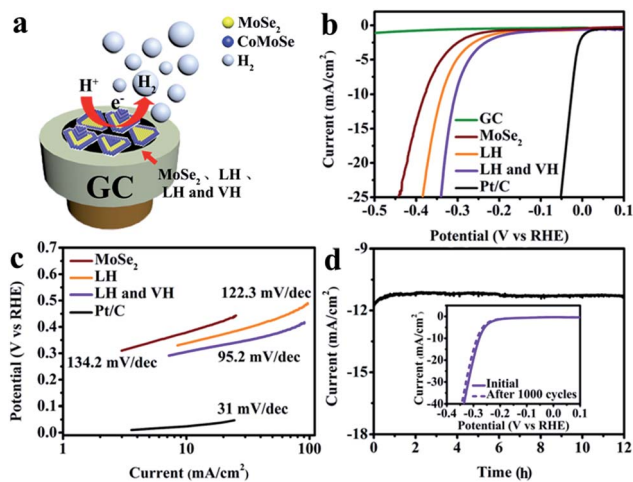 a
MoSe₂
CoMoSe
H₂
H⁺
H₂
e⁻
MoSe₂、LH、
LH and VH
GC
b
Current (mA/cm²)
0
-5
-10
-15
-20
-25
GC
MoSe₂
LH
LH and VH
Pt/C
-0.5 -0.4 -0.3 -0.2 -0.1 0.0 0.1
Potential (V vs RHE)
c
Potential (V vs RHE)
0.7
0.6
0.5
0.4
0.3
0.2
0.1
0.0
MoSe₂
LH
LH and VH
Pt/C
122.3 mV/dec
134.2 mV/dec
95.2 mV/dec
31 mV/dec
1 10 100
Current (mA/cm²)
d
Current (mA/cm²)
-9
-12
-15
-18
Current (mA/cm²)
0
-10
-20
-30
-40
Initial
After 1000 cycles
-0.4 -0.3 -0.2 -0.1 0.0 0.1
Potential (V vs RHE)
0 2 4 6 8 10 12
Time (h)